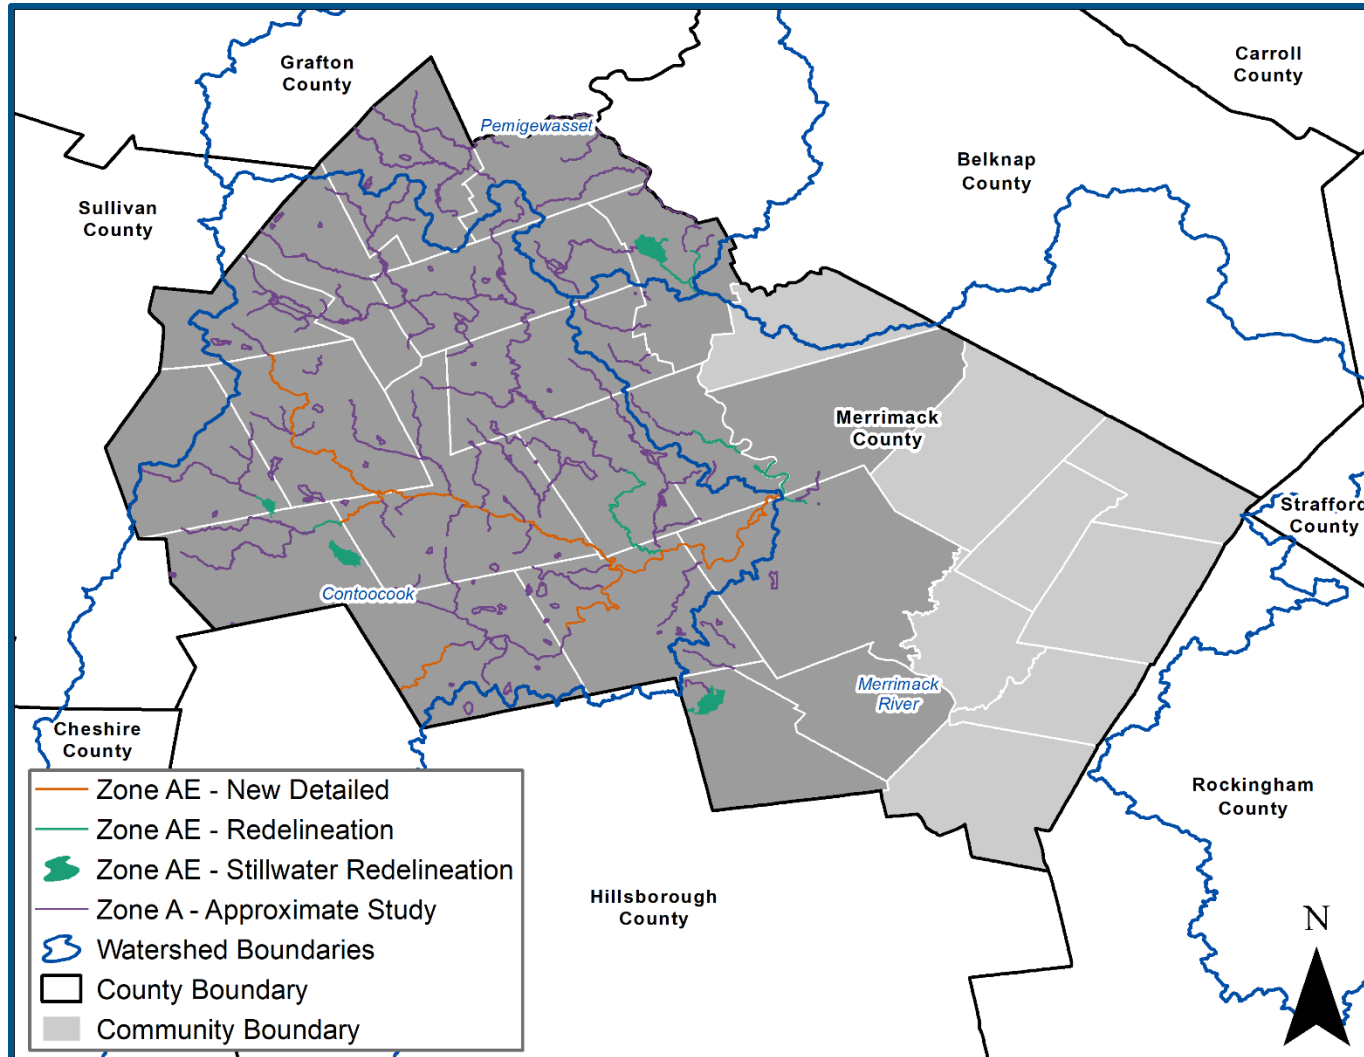 Grafton
County
Carroll
County
Pemigewasset
Belknap
County
Sullivan
County
Merrimack
County
Strafford
County
Contoocook
Merrimack
River
Cheshire
County
Rockingham
County
Hillsborough
County
Zone AE - New Detailed
Zone AE - Redelineation
Zone AE - Stillwater Redelineation
Zone A - Approximate Study
Watershed Boundaries
County Boundary
Community Boundary
N